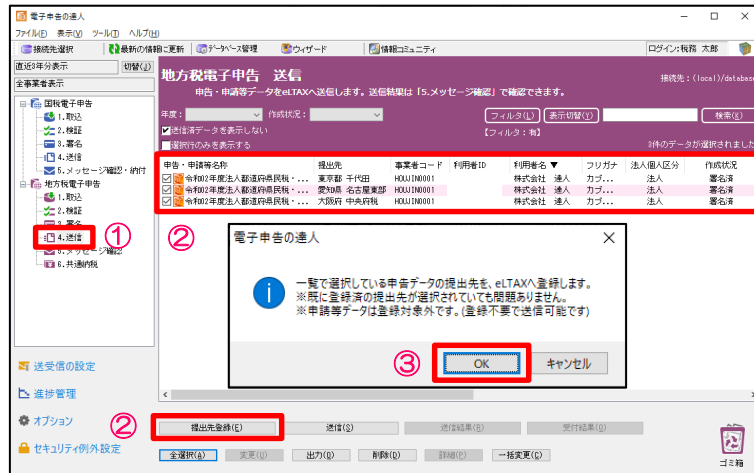 電子申告の達人
ファイル(F) 表示(V) ツール(T) ヘルプ(H)
接続先選択 最新の情報に更新 データベース管理 ウィザード 情報コミュニティ ログイン:税務 太郎
直近3年分表示 切替(J)
全事業者表示
国税電子申告
1.取込
2.検証
3.署名
4.送信
5.メッセージ確認・納付
地方税電子申告
1.取込
2.検証
3.署名
4.送信
①
5.メッセージ確認
6.共通納税
送受信の設定
進捗管理
オプション
セキュリティ例外設定
地方税電子申告 送信
接続先:(local)/database
申告・申請等データをeLTAXへ送信します。送信結果は「5.メッセージ確認」で確認できます。
年度: 作成状況: フィルタ(L) 表示切替(Y) 検索(K)
送信済データを表示しない 【フィルタ:有】
選択行のみを表示する 3件のデータが選択されました
申告・申請等名称 提出先 事業者コード 利用者ID 利用者名 ▼ フリガナ 法人個人区分 作成状況
令和02年度法人都道府県民税・... 東京都 千代田 HOUJIN0001 株式会社 達人 カブ... 法人 署名済
令和02年度法人都道府県民税・... 愛知県 名古屋東部 HOUJIN0001 株式会社 達人 カブ... 法人 署名済
令和02年度法人都道府県民税・... 大阪府 中央府税 HOUJIN0001 株式会社 達人 カブ... 法人 署名済
②
電子申告の達人
一覧で選択している申告データの提出先を、eLTAXへ登録します。
※既に登録済の提出先が選択されていても問題ありません。
※申請等データは登録対象外です。(登録不要で送信可能です)
③
OK キャンセル
②
提出先登録(E) 送信(S) 送信結果(R) 受付結果(Q)
全選択(A) 変更(U) 出力(O) 削除(D) 詳細(P) 一括変更(C)
ゴミ箱